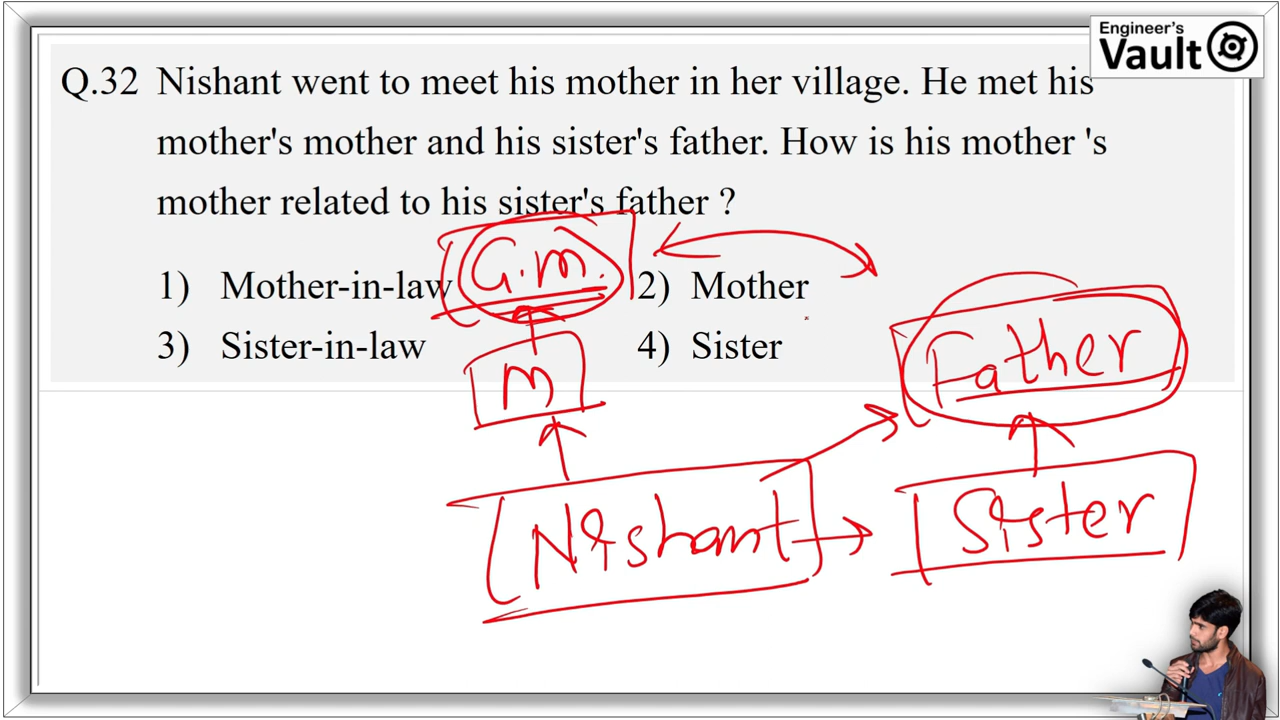 Engineer's
Vault
Q.32 Nishant went to meet his mother in her village. He met his
mother's mother and his sister's father. How is his mother 's
mother related to his sister's father ?
G.m.
1) Mother-in-law 2) Mother
3) Sister-in-law 4) Sister
Father
m
Nishant
Sister